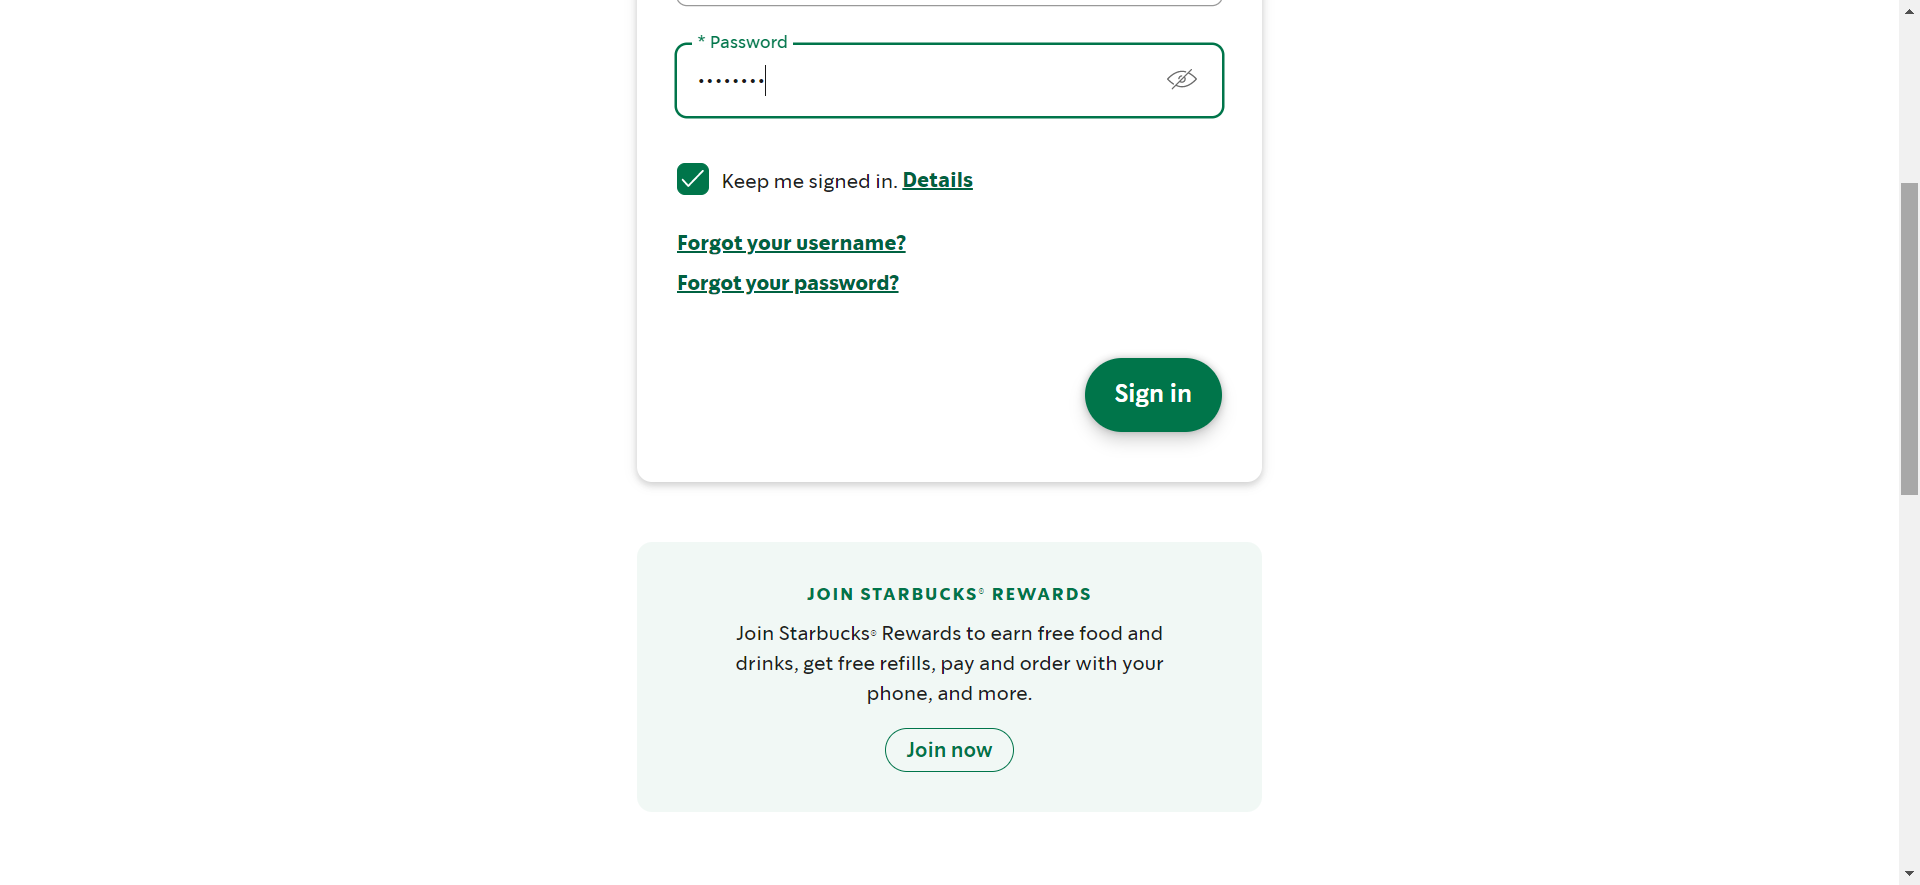 * Password
••••••••
Keep me signed in. Details
Forgot your username?
Forgot your password?
Sign in
JOIN STARBUCKS® REWARDS
Join Starbucks® Rewards to earn free food and
drinks, get free refills, pay and order with your
phone, and more.
Join now